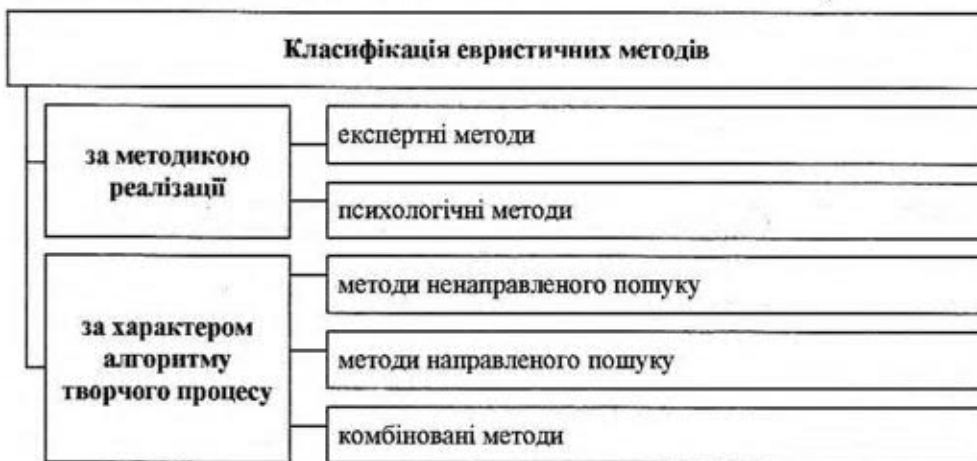 Класифікація евристичних методів
за методикою
реалізації
експертні методи
психологічні методи
за характером
алгоритму
творчого процесу
методи ненаправленого пошуку
методи направленого пошуку
комбіновані методи